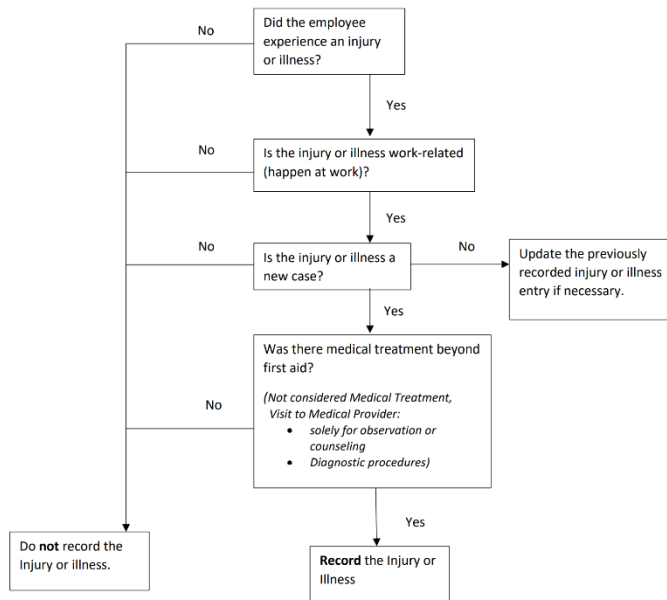 Did the employee
experience an injury
or illness?
No
Yes
Is the injury or illness work-related
(happen at work)?
No
Yes
Is the injury or illness a
new case?
No
No
Update the previously
recorded injury or illness
entry if necessary.
Yes
Was there medical treatment beyond
first aid?
(Not considered Medical Treatment,
Visit to Medical Provider:
• solely for observation or
counseling
• Diagnostic procedures)
No
Yes
Do not record the
Injury or illness.
Record the Injury or
Illness